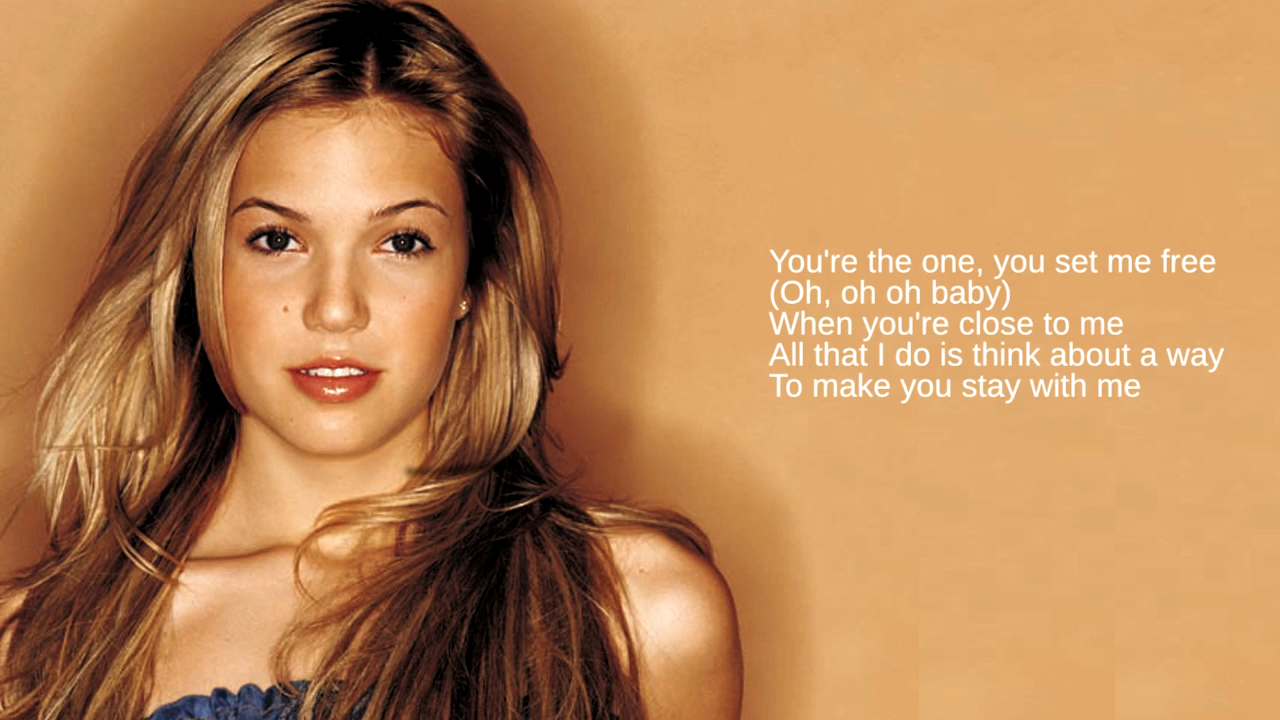 You're the one, you set me free
(Oh, oh oh baby)
When you're close to me
All that I do is think about a way
To make you stay with me